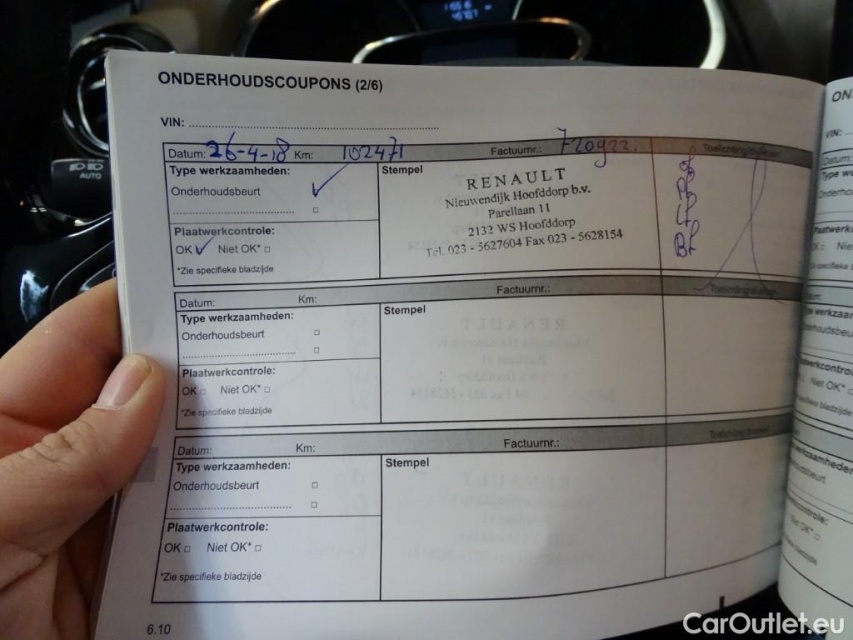 ONDERHOUDSCOUPONS (2/6)
VIN:
Datum: 26-4-18 Km: 102471 Factuurnr.: 720922.
Type werkzaamheden:
Onderhoudsbeurt
Plaatwerkcontrole:
OK Niet OK*
*Zie specifieke bladzijde
Stempel
RENAULT
Nieuwendijk Hoofddorp b.v.
Parellaan 11
2132 WS Hoofddorp
Tel. 023 - 5627604 Fax 023 - 5628154
Datum: Km: Factuurnr.:
Type werkzaamheden:
Onderhoudsbeurt
Plaatwerkcontrole:
OK Niet OK*
*Zie specifieke bladzijde
Stempel
Datum: Km: Factuurnr.:
Type werkzaamheden:
Onderhoudsbeurt
Plaatwerkcontrole:
OK Niet OK*
*Zie specifieke bladzijde
Stempel
6.10
ON
VIN:
AUTO
CarOutlet.eu